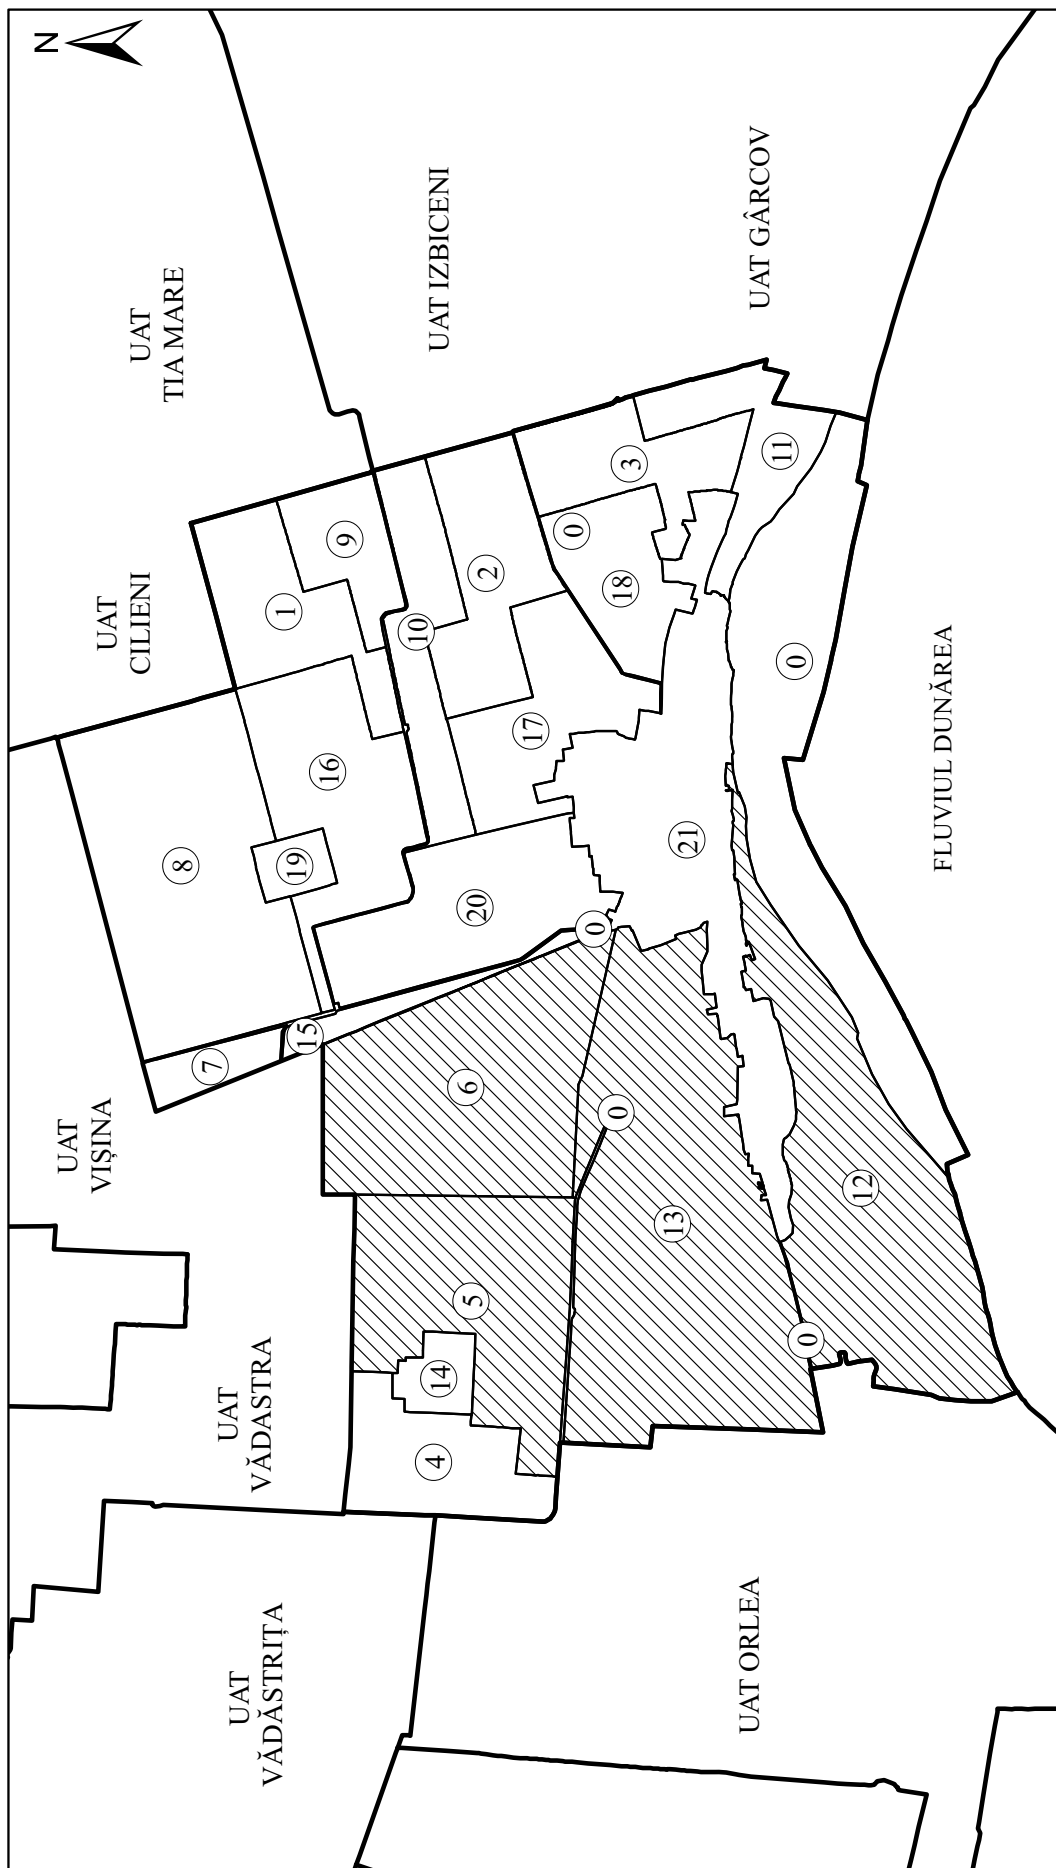 N
UAT
VIȘINA
UAT
CILIENI
UAT
TIA MARE
8
7
UAT
VĂDASTRA
UAT
VĂDĂSTRIȚA
1
19
15
16
9
10
4
14
UAT IZBICENI
6
5
20
2
17
0
0
0
18
3
13
21
UAT ORLEA
UAT GÂRCOV
11
0
0
12
FLUVIUL DUNĂREA